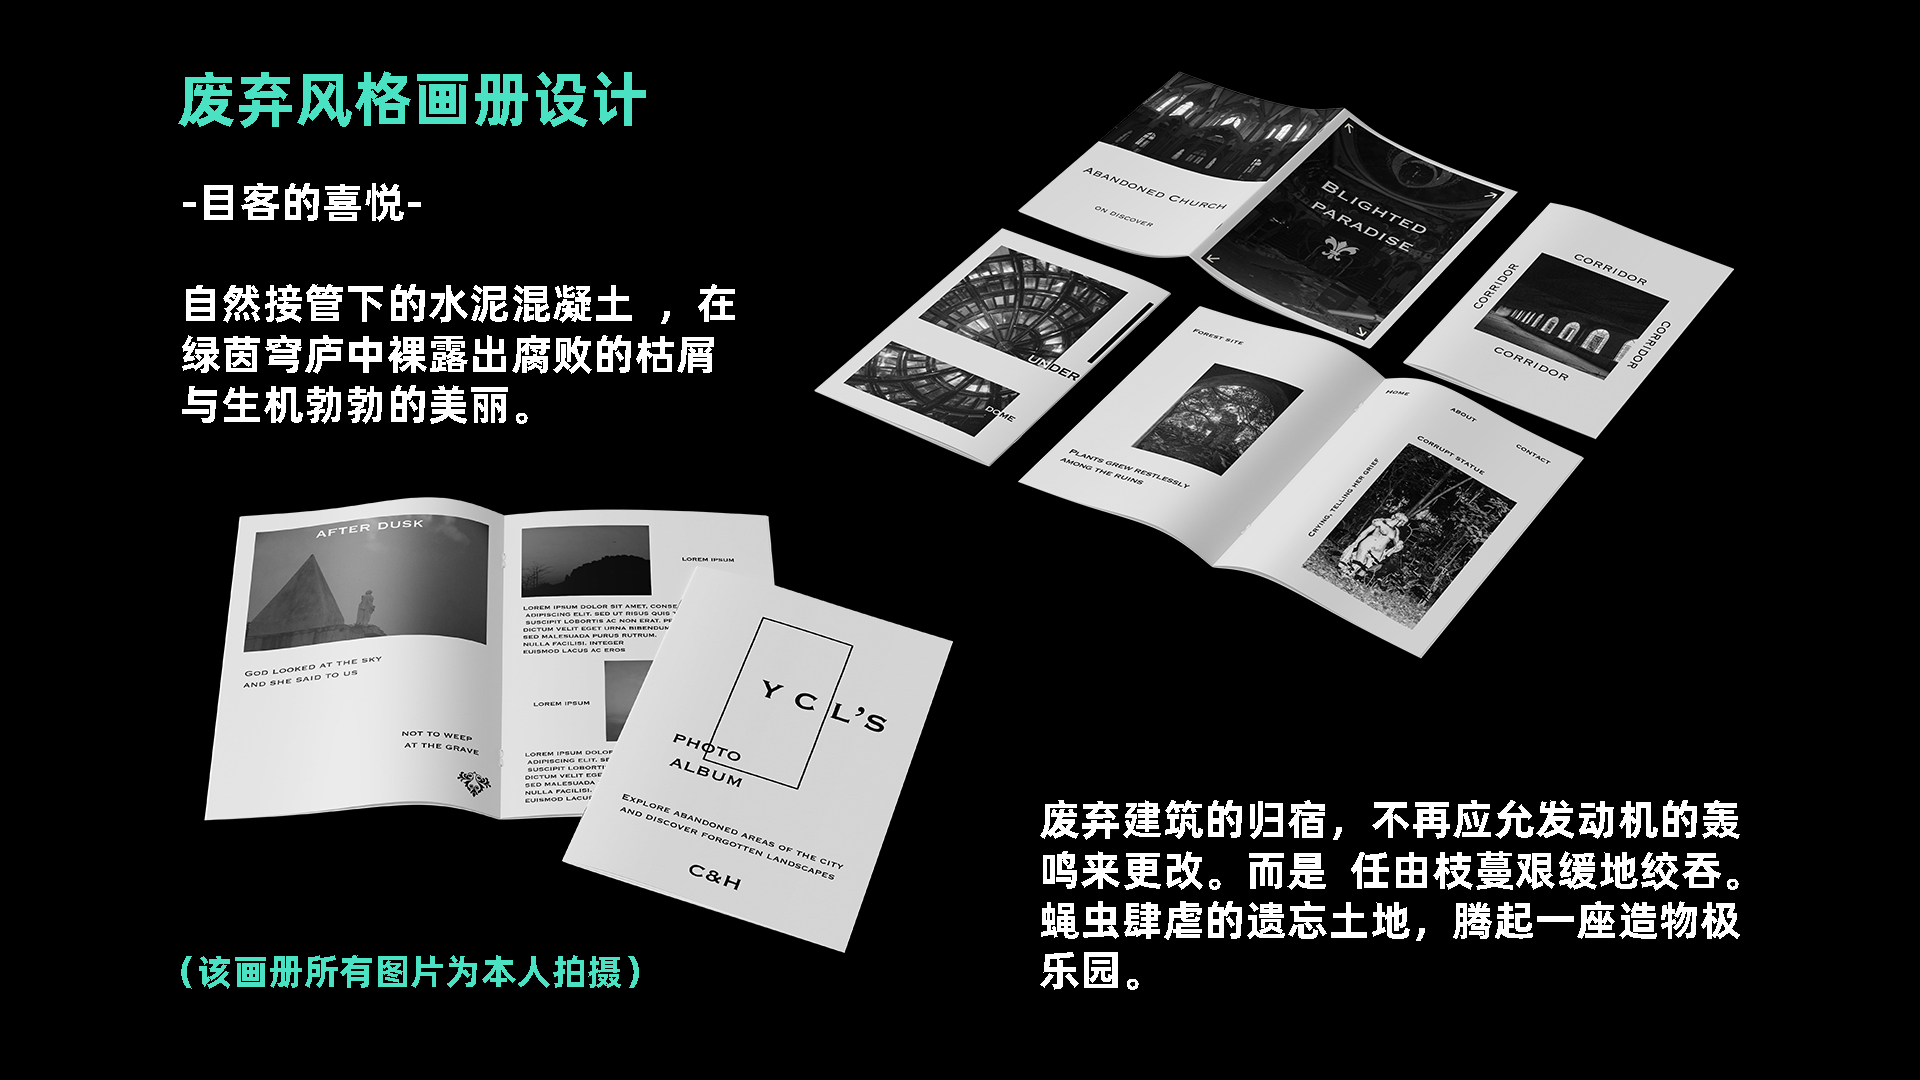 废弃风格画册设计
-目客的喜悦-
自然接管下的水泥混凝土 ，在
绿茵穹庐中裸露出腐败的枯屑
与生机勃勃的美丽。
ABANDONED CHURCH
ON DISCOVER
BLIGHTED
PARADISE
UNDER
DOME
CORRIDOR
CORRIDOR
CORRIDOR
CORRIDOR
FOREST SITE
PLANTS GREW RESTLESSLY
AMONG THE RUINS
HOME
ABOUT
CONTACT
CORRUPT STATUE
CRYING, TELLING HER GRIEF
AFTER DUSK
GOD LOOKED AT THE SKY
AND SHE SAID TO US
NOT TO WEEP
AT THE GRAVE
LOREM IPSUM
LOREM IPSUM DOLOR SIT AMET, CONSE
ADIPISCING ELIT. SED UT RISUS QUIS
SUSCIPIT LOBORTIS AC NON ERAT. PR
DICTUM VELIT EGET URNA BIBENDUM
SED MALESUADA PURUS RUTRUM.
NULLA FACILISI. INTEGER
EUISMOD LACUS AC EROS
LOREM IPSUM
LOREM IPSUM DOLOR
ADIPISCING ELIT. SE
SUSCIPIT LOBORTI
DICTUM VELIT EGE
SED MALESUADA
NULLA FACILISI.
EUISMOD LACUS
Y C L'S
PHOTO
ALBUM
EXPLORE ABANDONED AREAS OF THE CITY
AND DISCOVER FORGOTTEN LANDSCAPES
C&H
废弃建筑的归宿，不再应允发动机的轰
鸣来更改。而是 任由枝蔓艰缓地绞吞。
蝇虫肆虐的遗忘土地，腾起一座造物极
乐园。
（该画册所有图片为本人拍摄）